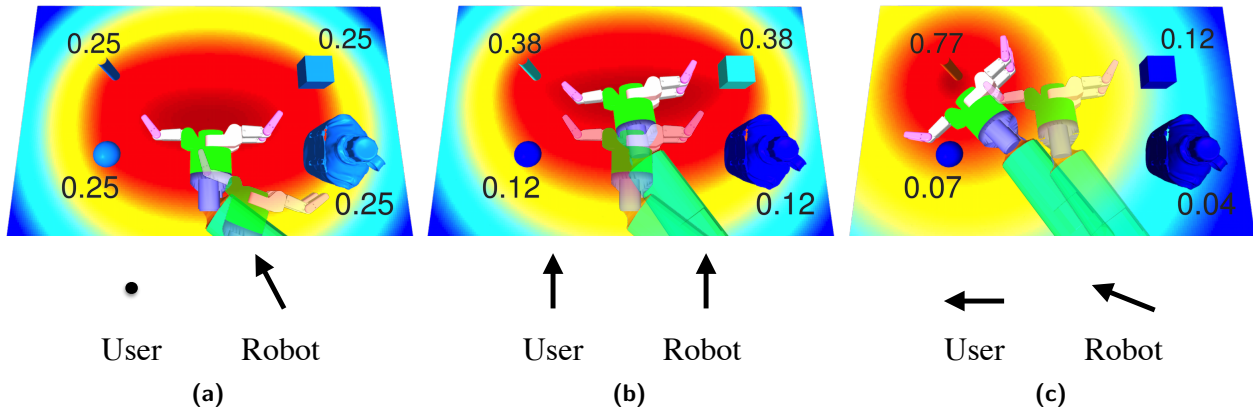 0.25 0.25
0.25 0.25
User Robot
(a)
0.38 0.38
0.12 0.12
User Robot
(b)
0.77 0.12
0.07 0.04
User Robot
(c)